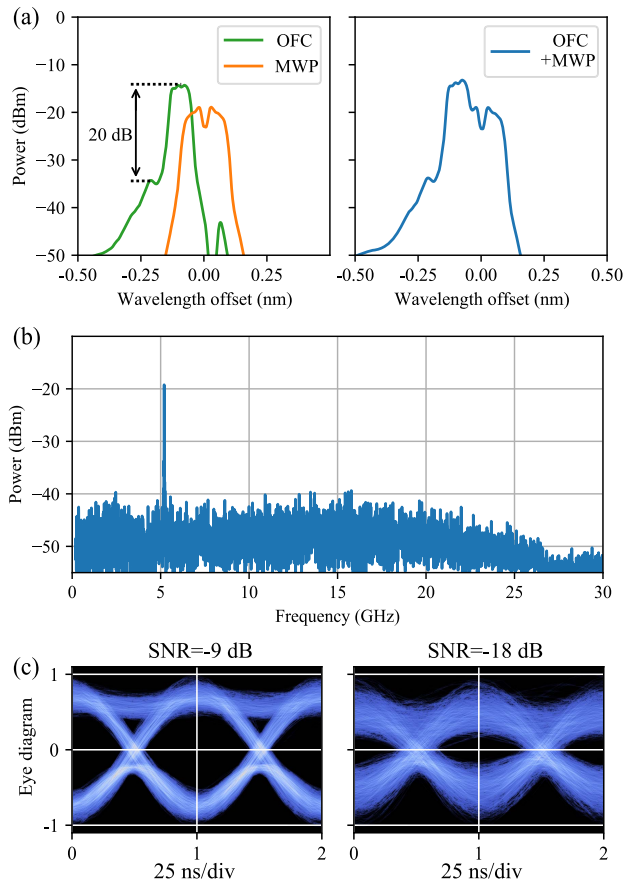 (a)
0
−10
−20
−30
−40
−50
Power (dBm)
20 dB
OFC
MWP
-0.50
-0.25
0.00
0.25
Wavelength offset (nm)
OFC
+MWP
-0.50
-0.25
0.00
0.25
0.50
Wavelength offset (nm)
(b)
−20
−30
−40
−50
Power (dBm)
0
5
10
15
20
25
30
Frequency (GHz)
(c)
SNR=-9 dB
1
0
-1
Eye diagram
0
1
2
25 ns/div
SNR=-18 dB
0
1
2
25 ns/div